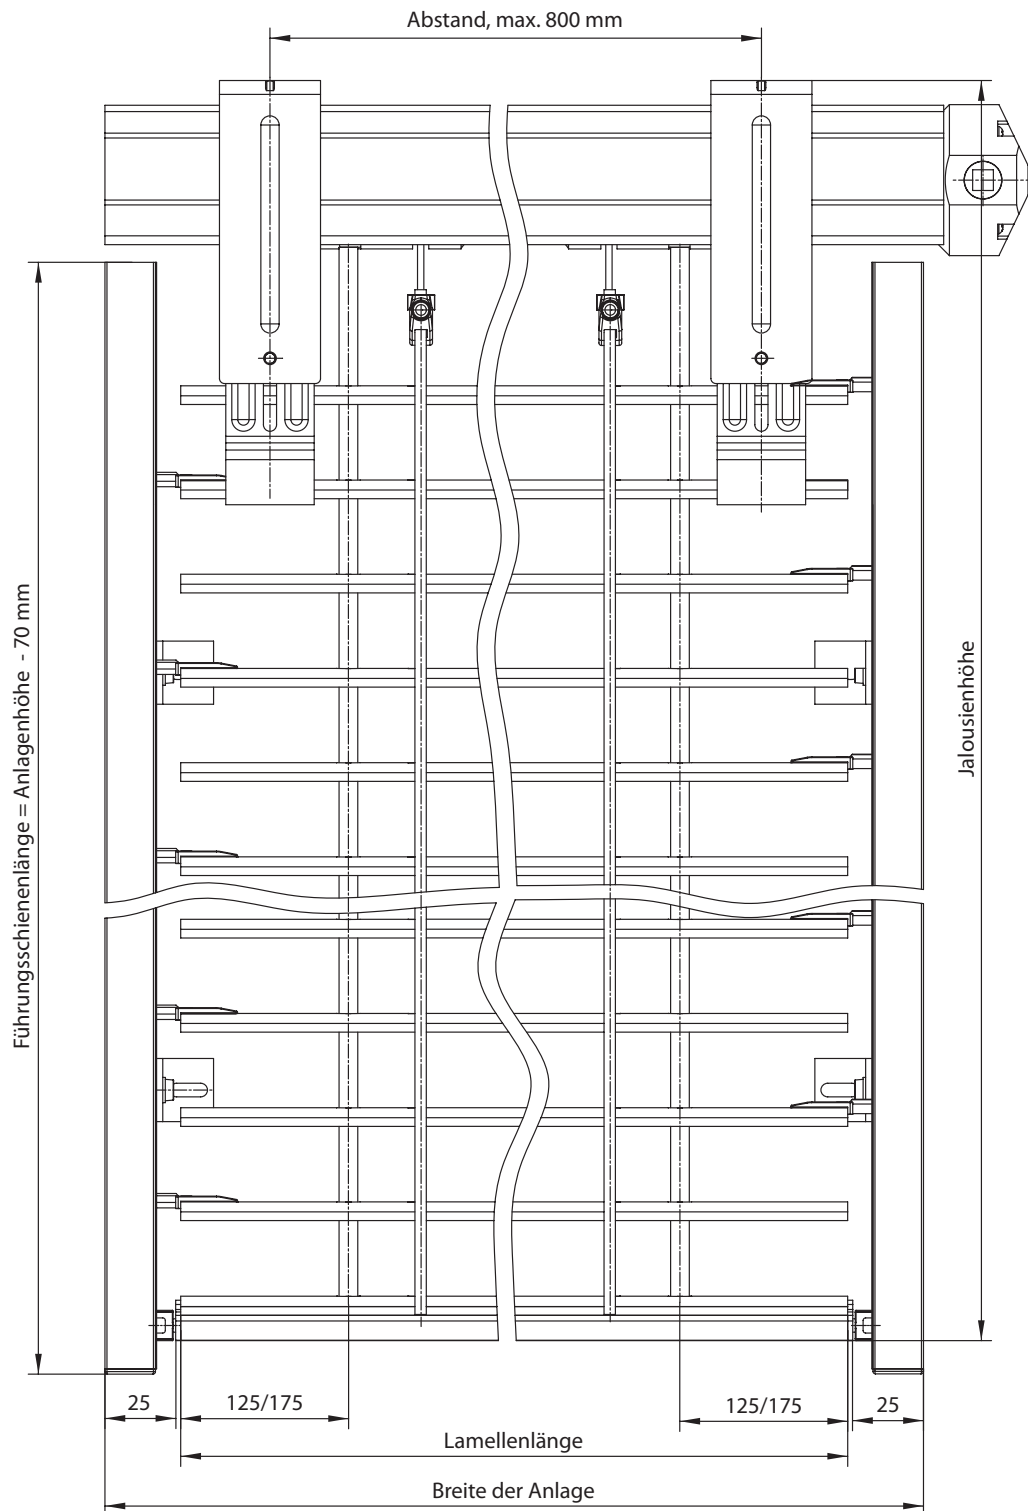 Abstand, max. 800 mm
Führungsschienenlänge = Anlagenhöhe - 70 mm
Jalousienhöhe
25
125/175
125/175
25
Lamellenlänge
Breite der Anlage